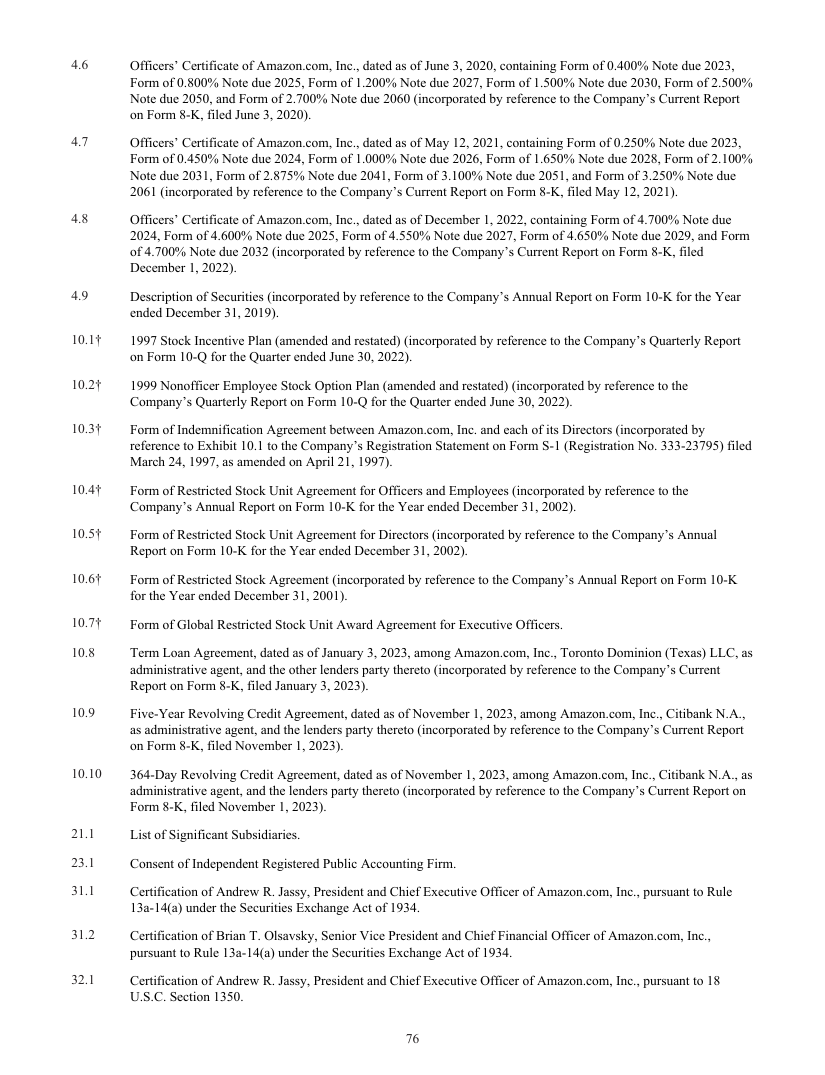 4.6 Officers’ Certificate of Amazon.com, Inc., dated as of June 3, 2020, containing Form of 0.400% Note due 2023,
Form of 0.800% Note due 2025, Form of 1.200% Note due 2027, Form of 1.500% Note due 2030, Form of 2.500%
Note due 2050, and Form of 2.700% Note due 2060 (incorporated by reference to the Company’s Current Report
on Form 8-K, filed June 3, 2020).
4.7 Officers’ Certificate of Amazon.com, Inc., dated as of May 12, 2021, containing Form of 0.250% Note due 2023,
Form of 0.450% Note due 2024, Form of 1.000% Note due 2026, Form of 1.650% Note due 2028, Form of 2.100%
Note due 2031, Form of 2.875% Note due 2041, Form of 3.100% Note due 2051, and Form of 3.250% Note due
2061 (incorporated by reference to the Company’s Current Report on Form 8-K, filed May 12, 2021).
4.8 Officers’ Certificate of Amazon.com, Inc., dated as of December 1, 2022, containing Form of 4.700% Note due
2024, Form of 4.600% Note due 2025, Form of 4.550% Note due 2027, Form of 4.650% Note due 2029, and Form
of 4.700% Note due 2032 (incorporated by reference to the Company’s Current Report on Form 8-K, filed
December 1, 2022).
4.9 Description of Securities (incorporated by reference to the Company’s Annual Report on Form 10-K for the Year
ended December 31, 2019).
10.1† 1997 Stock Incentive Plan (amended and restated) (incorporated by reference to the Company’s Quarterly Report
on Form 10-Q for the Quarter ended June 30, 2022).
10.2† 1999 Nonofficer Employee Stock Option Plan (amended and restated) (incorporated by reference to the
Company’s Quarterly Report on Form 10-Q for the Quarter ended June 30, 2022).
10.3† Form of Indemnification Agreement between Amazon.com, Inc. and each of its Directors (incorporated by
reference to Exhibit 10.1 to the Company’s Registration Statement on Form S-1 (Registration No. 333-23795) filed
March 24, 1997, as amended on April 21, 1997).
10.4† Form of Restricted Stock Unit Agreement for Officers and Employees (incorporated by reference to the
Company’s Annual Report on Form 10-K for the Year ended December 31, 2002).
10.5† Form of Restricted Stock Unit Agreement for Directors (incorporated by reference to the Company’s Annual
Report on Form 10-K for the Year ended December 31, 2002).
10.6† Form of Restricted Stock Agreement (incorporated by reference to the Company’s Annual Report on Form 10-K
for the Year ended December 31, 2001).
10.7† Form of Global Restricted Stock Unit Award Agreement for Executive Officers.
10.8 Term Loan Agreement, dated as of January 3, 2023, among Amazon.com, Inc., Toronto Dominion (Texas) LLC, as
administrative agent, and the other lenders party thereto (incorporated by reference to the Company’s Current
Report on Form 8-K, filed January 3, 2023).
10.9 Five-Year Revolving Credit Agreement, dated as of November 1, 2023, among Amazon.com, Inc., Citibank N.A.,
as administrative agent, and the lenders party thereto (incorporated by reference to the Company’s Current Report
on Form 8-K, filed November 1, 2023).
10.10 364-Day Revolving Credit Agreement, dated as of November 1, 2023, among Amazon.com, Inc., Citibank N.A., as
administrative agent, and the lenders party thereto (incorporated by reference to the Company’s Current Report on
Form 8-K, filed November 1, 2023).
21.1 List of Significant Subsidiaries.
23.1 Consent of Independent Registered Public Accounting Firm.
31.1 Certification of Andrew R. Jassy, President and Chief Executive Officer of Amazon.com, Inc., pursuant to Rule
13a-14(a) under the Securities Exchange Act of 1934.
31.2 Certification of Brian T. Olsavsky, Senior Vice President and Chief Financial Officer of Amazon.com, Inc.,
pursuant to Rule 13a-14(a) under the Securities Exchange Act of 1934.
32.1 Certification of Andrew R. Jassy, President and Chief Executive Officer of Amazon.com, Inc., pursuant to 18
U.S.C. Section 1350.
76